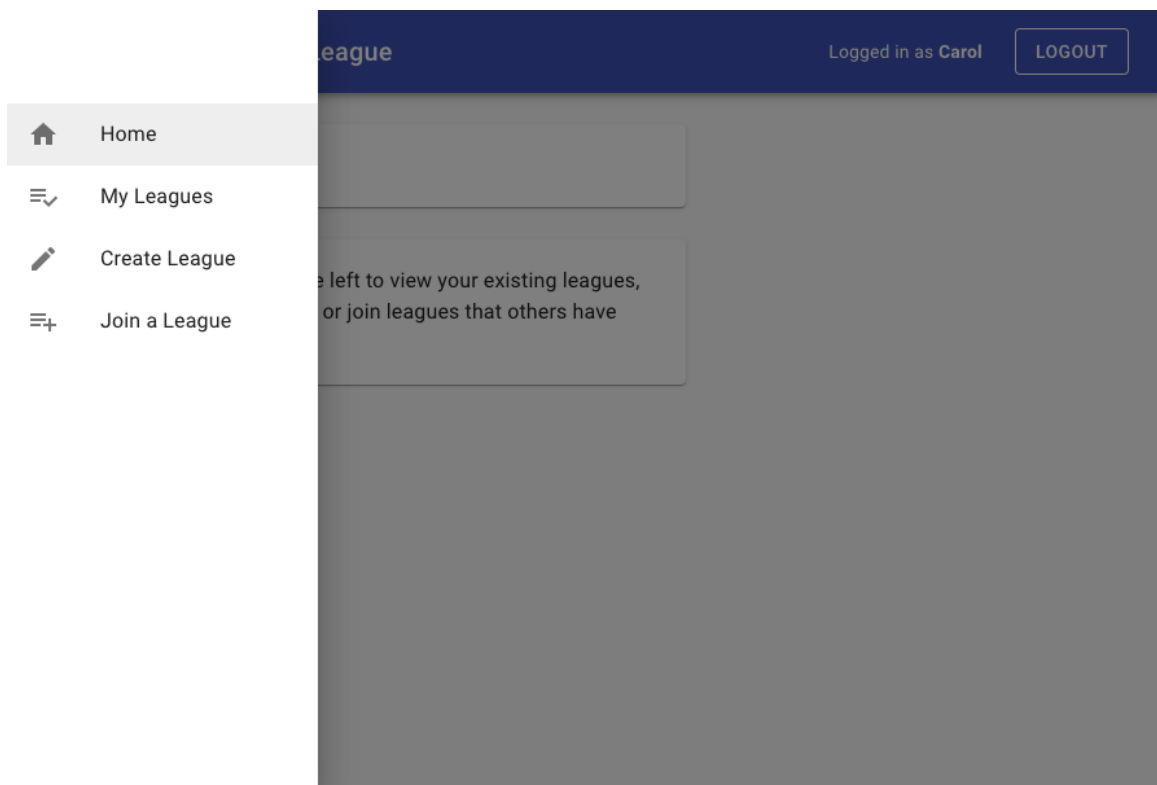 League
Logged in as Carol
LOGOUT
Home
My Leagues
Create League
Join a League
left to view your existing leagues,
or join leagues that others have